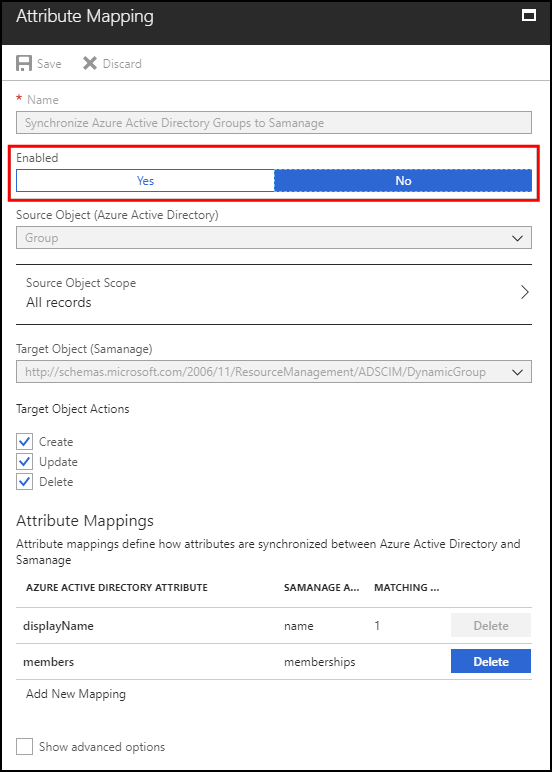 Attribute Mapping
Save Discard
* Name
Synchronize Azure Active Directory Groups to Samanage
Enabled
Yes No
Source Object (Azure Active Directory)
Group
Source Object Scope
All records
Target Object (Samanage)
http://schemas.microsoft.com/2006/11/ResourceManagement/ADSCIM/DynamicGroup
Target Object Actions
Create
Update
Delete
Attribute Mappings
Attribute mappings define how attributes are synchronized between Azure Active Directory and
Samanage
AZURE ACTIVE DIRECTORY ATTRIBUTE SAMANAGE A... MATCHING ...
displayName name 1 Delete
members memberships Delete
Add New Mapping
Show advanced options